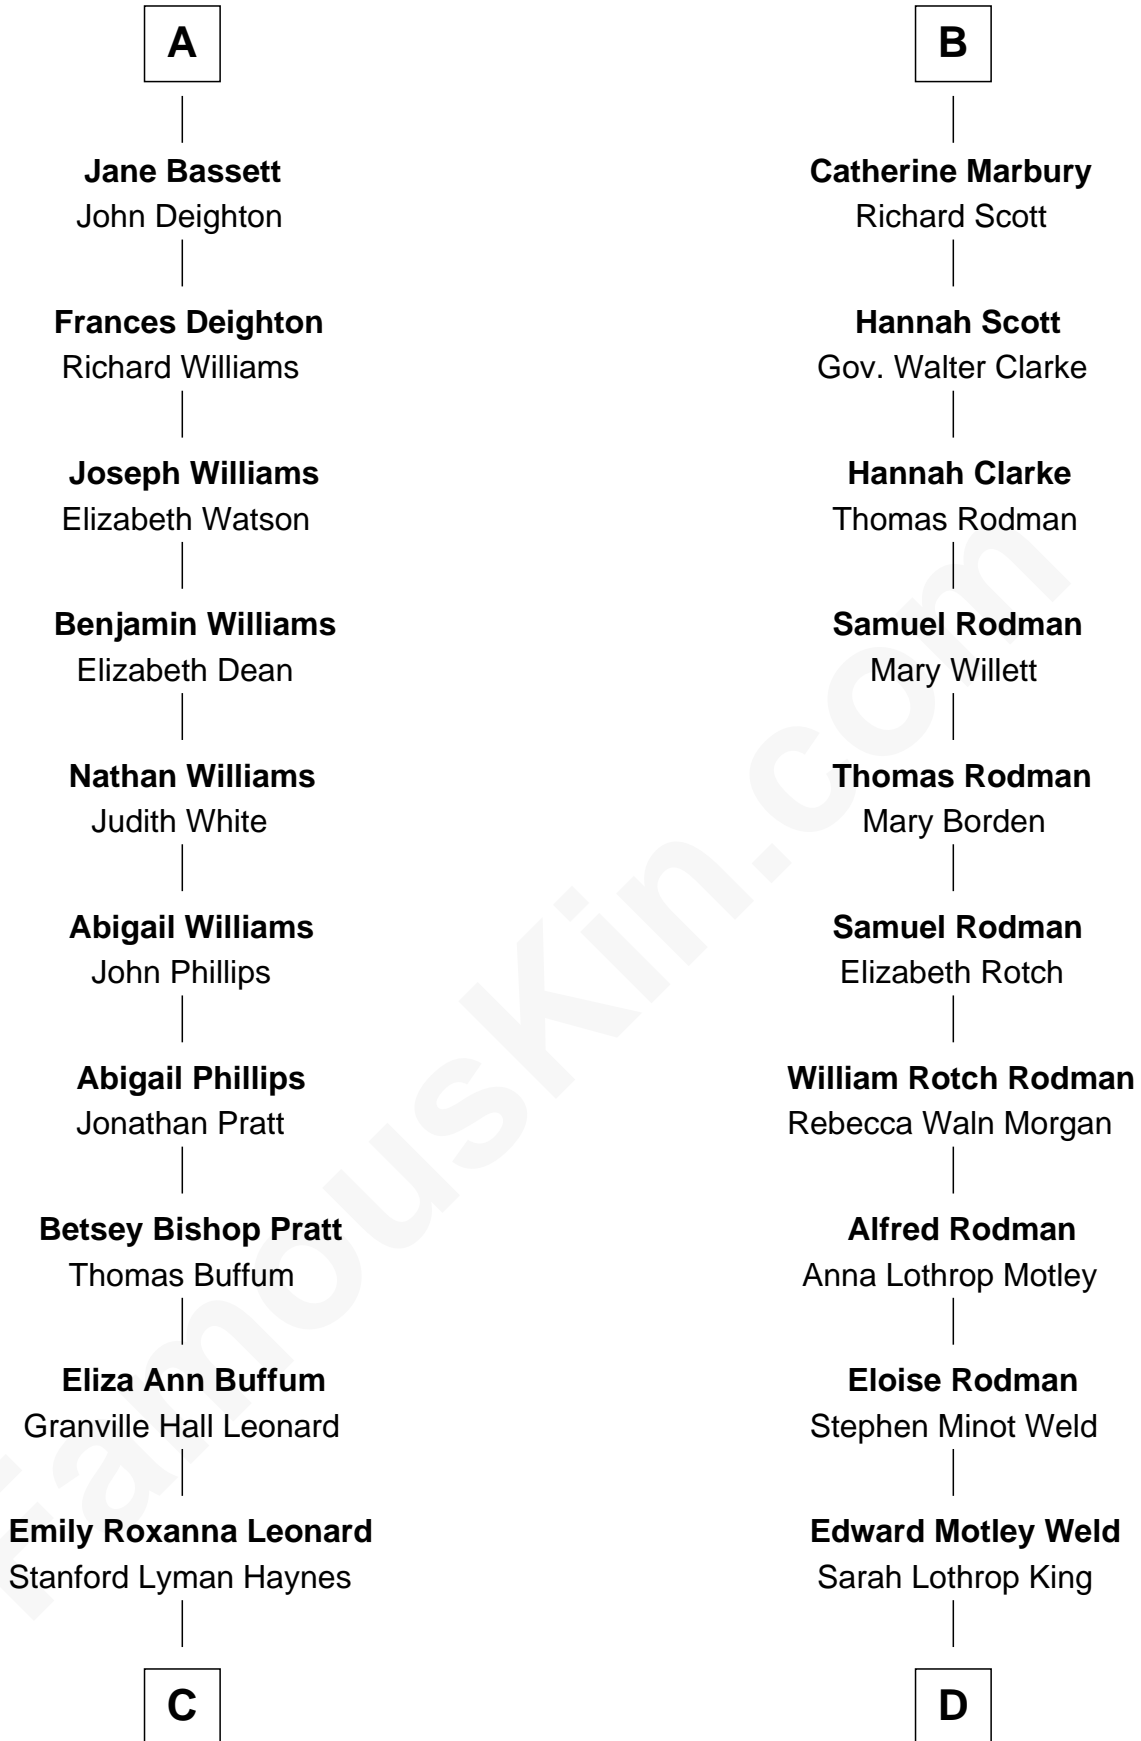 A
Jane Bassett
John Deighton
Frances Deighton
Richard Williams
Joseph Williams
Elizabeth Watson
Benjamin Williams
Elizabeth Dean
Nathan Williams
Judith White
Abigail Williams
John Phillips
Abigail Phillips
Jonathan Pratt
Betsey Bishop Pratt
Thomas Buffum
Eliza Ann Buffum
Granville Hall Leonard
Emily Roxanna Leonard
Stanford Lyman Haynes
C
B
Catherine Marbury
Richard Scott
Hannah Scott
Gov. Walter Clarke
Hannah Clarke
Thomas Rodman
Samuel Rodman
Mary Willett
Thomas Rodman
Mary Borden
Samuel Rodman
Elizabeth Rotch
William Rotch Rodman
Rebecca Waln Morgan
Alfred Rodman
Anna Lothrop Motley
Eloise Rodman
Stephen Minot Weld
Edward Motley Weld
Sarah Lothrop King
D
FamousKin.com